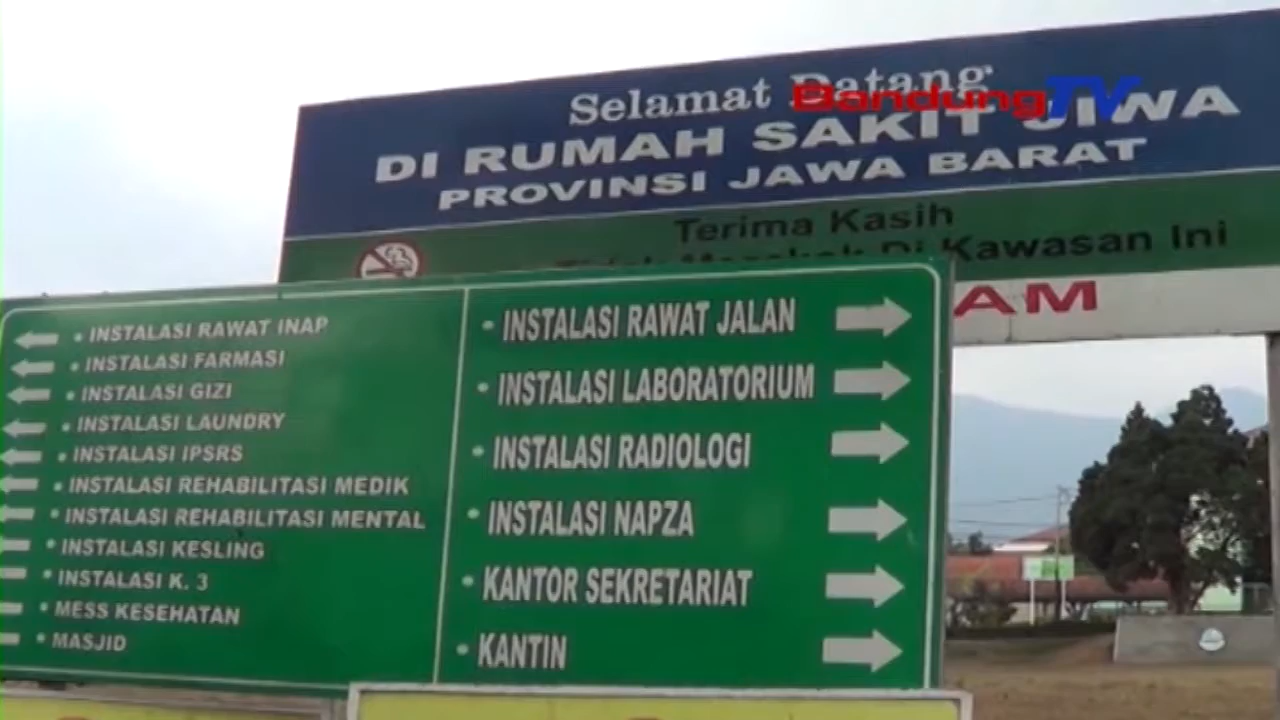 Selamat Datang
BandungTV
DI RUMAH SAKIT JIWA
PROVINSI JAWA BARAT
Terima Kasih
Di Kawasan Ini
AM
INSTALASI RAWAT INAP
INSTALASI FARMASI
INSTALASI GIZI
INSTALASI LAUNDRY
INSTALASI IPSRS
INSTALASI REHABILITASI MEDIK
INSTALASI REHABILITASI MENTAL
INSTALASI KESLING
INSTALASI K. 3
MESS KESEHATAN
MASJID
INSTALASI RAWAT JALAN
INSTALASI LABORATORIUM
INSTALASI RADIOLOGI
INSTALASI NAPZA
KANTOR SEKRETARIAT
KANTIN